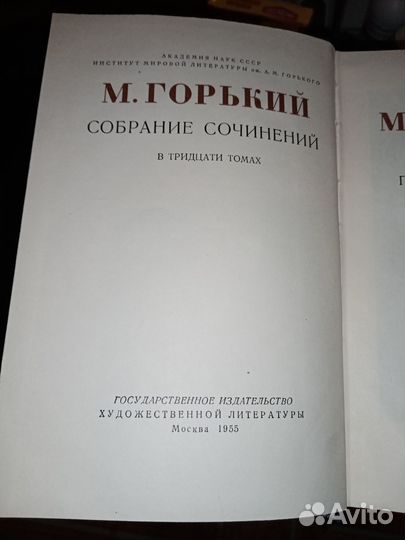 АКАДЕМИЯ НАУК СССР
ИНСТИТУТ МИРОВОЙ ЛИТЕРАТУРЫ им. А. М. ГОРЬКОГО
М. ГОРЬКИЙ
СОБРАНИЕ СОЧИНЕНИЙ
В ТРИДЦАТИ ТОМАХ
ГОСУДАРСТВЕННОЕ ИЗДАТЕЛЬСТВО
ХУДОЖЕСТВЕННОЙ ЛИТЕРАТУРЫ
Москва 1955
М
Avito